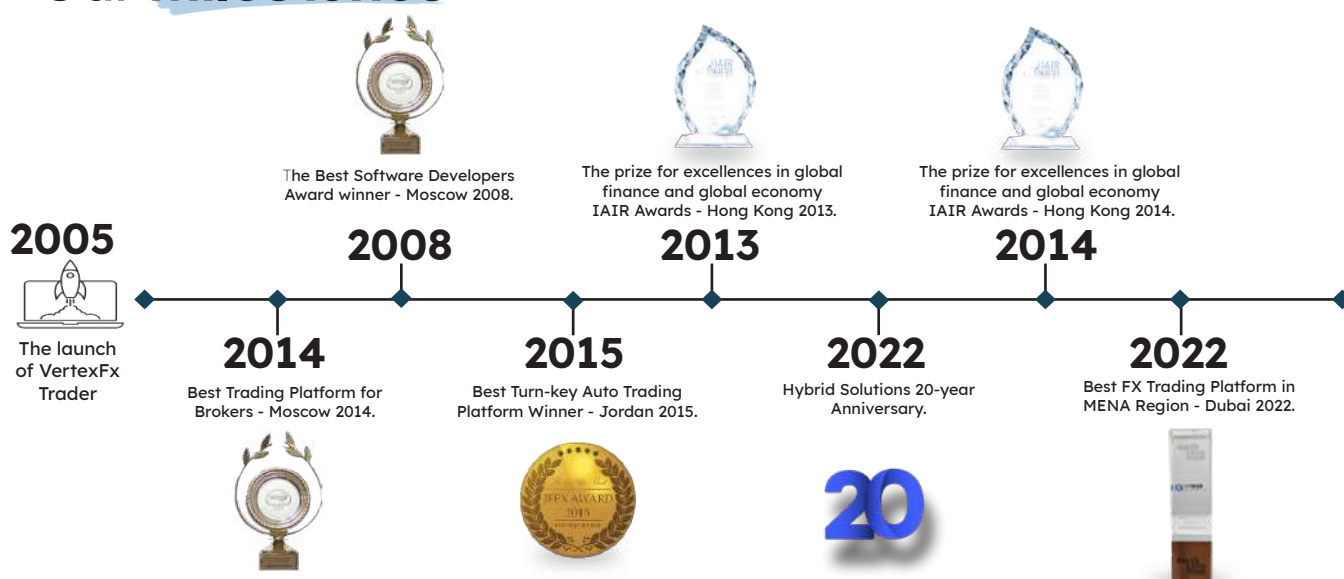 2005
The launch
of VertexFx
Trader
The Best Software Developers
Award winner - Moscow 2008.
2008
The prize for excellences in global
finance and global economy
IAIR Awards - Hong Kong 2013.
2013
The prize for excellences in global
finance and global economy
IAIR Awards - Hong Kong 2014.
2014
2014
Best Trading Platform for
Brokers - Moscow 2014.
2015
Best Turn-key Auto Trading
Platform Winner - Jordan 2015.
IFFX AWARD
2015
2022
Hybrid Solutions 20-year
Anniversary.
20
2022
Best FX Trading Platform in
MENA Region - Dubai 2022.